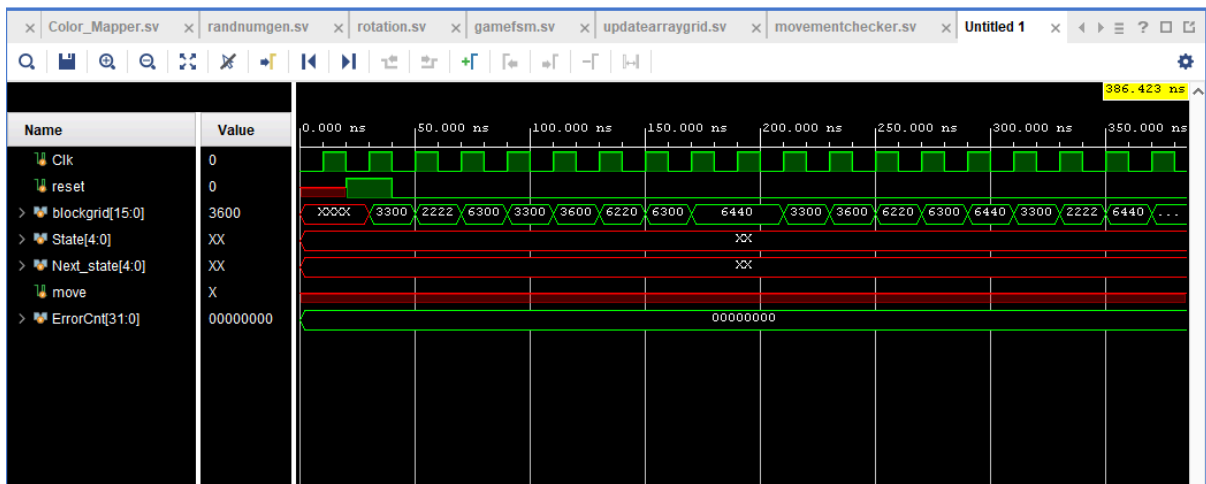 Color_Mapper.sv randnumgen.sv rotation.sv gamefsm.sv updatearraygrid.sv movementchecker.sv Untitled 1
386.423 ns
Name Value 0.000 ns 50.000 ns 100.000 ns 150.000 ns 200.000 ns 250.000 ns 300.000 ns 350.000 ns
Clk 0
reset 0
blockgrid[15:0] 3600 XXXX 3300 2222 6300 3300 3600 6220 6300 6440 3300 3600 6220 6300 6440 3300 2222 6440 ...
State[4:0] XX XX
Next_state[4:0] XX XX
move X
ErrorCnt[31:0] 00000000 00000000